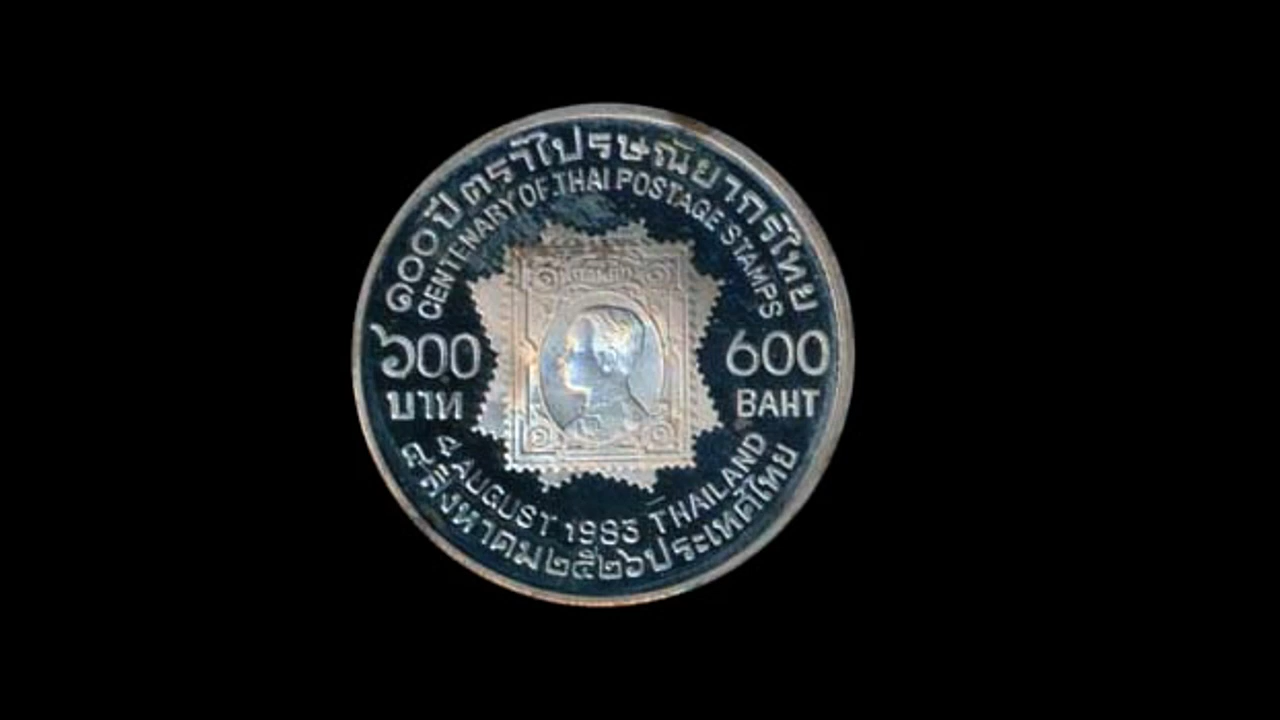 ๑๐๐ ปี ตราไปรษณียากรไทย
CENTENARY OF THAI POSTAGE STAMPS
๖๐๐
บาท
600
BAHT
4 AUGUST 1983 THAILAND
๔ สิงหาคม ๒๕๒๖ ประเทศไทย